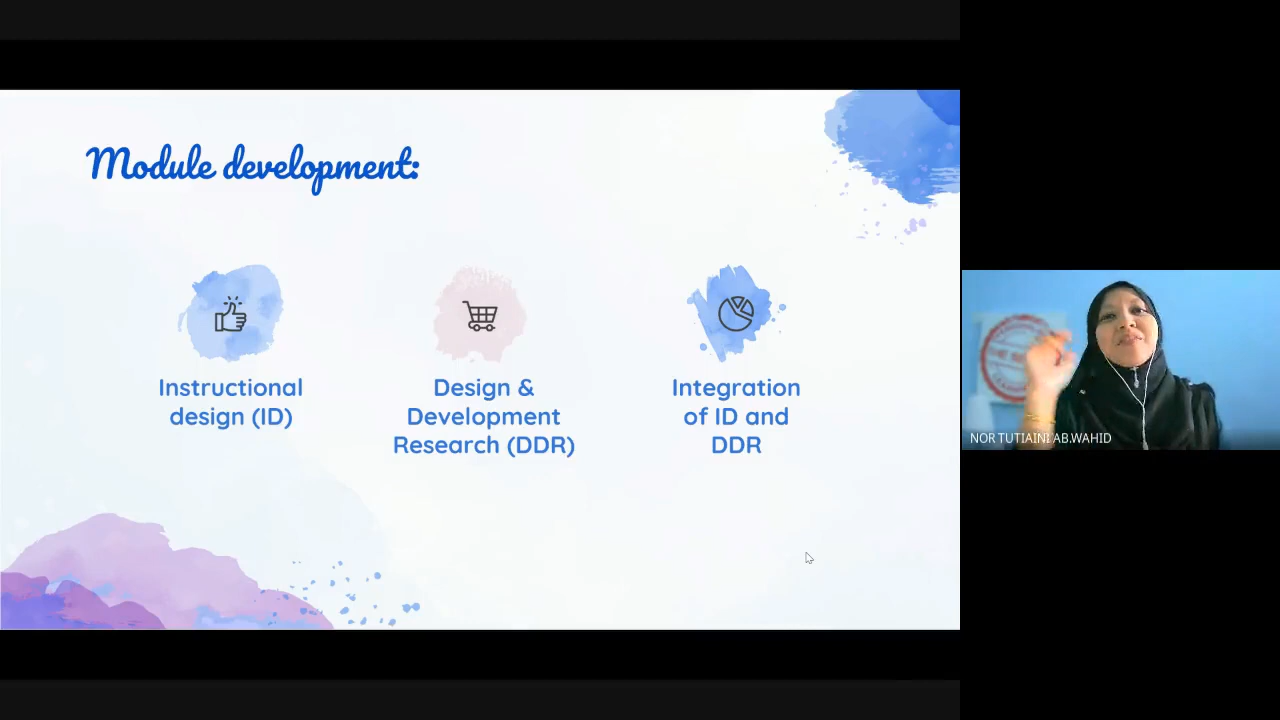 Module development:
Instructional
design (ID)
Design &
Development
Research (DDR)
Integration
of ID and
DDR
NOR TUTIAINI AB.WAHID